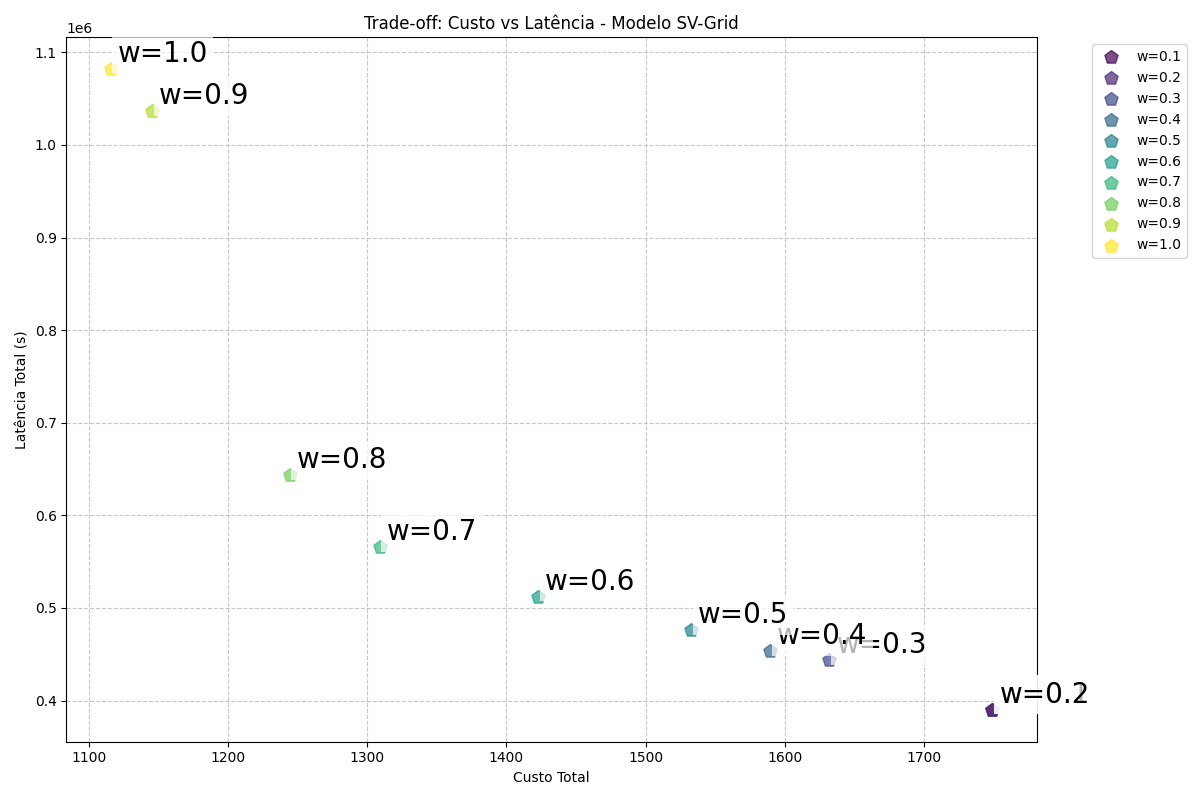 Trade-off: Custo vs Latência - Modelo SV-Grid
1e6
1.1
1.0
0.9
0.8
0.7
0.6
0.5
0.4
Latência Total (s)
w=1.0
w=0.9
w=0.8
w=0.7
w=0.6
w=0.5
w=0.4
w=0.3
w=0.2
1100
1200
1300
1400
1500
1600
1700
Custo Total
w=0.1
w=0.2
w=0.3
w=0.4
w=0.5
w=0.6
w=0.7
w=0.8
w=0.9
w=1.0